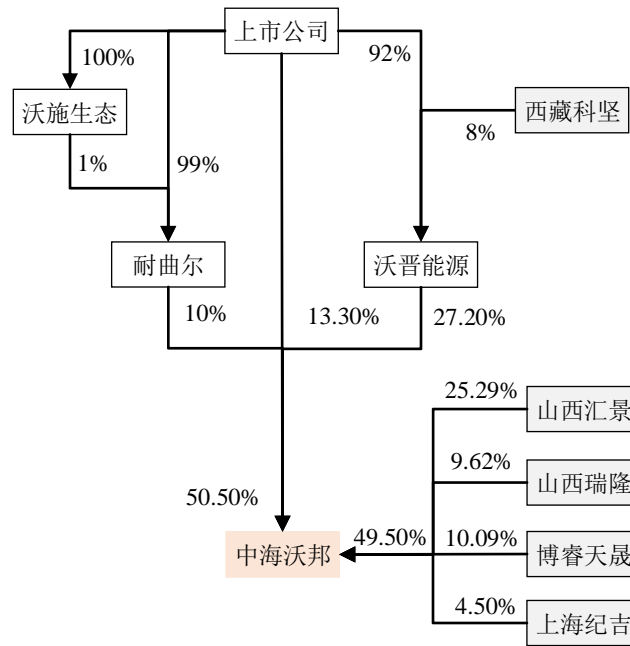 上市公司
100%
92%
沃施生态
西藏科坚
8%
1%
99%
耐曲尔
沃晋能源
10%
13.30%
27.20%
25.29%
山西汇景
9.62%
山西瑞隆
50.50%
中海沃邦
49.50%
10.09%
博睿天晟
4.50%
上海纪吉